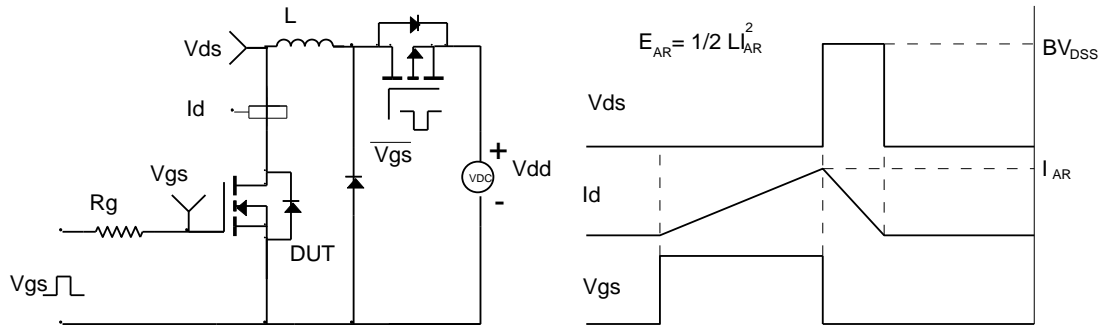 L
Vds
Id
Vgs
Vgs
Rg
DUT
Vgs
VDC
+
-
Vdd
E_AR = 1/2 LI_AR^2
Vds
BV_DSS
Id
I_AR
Vgs